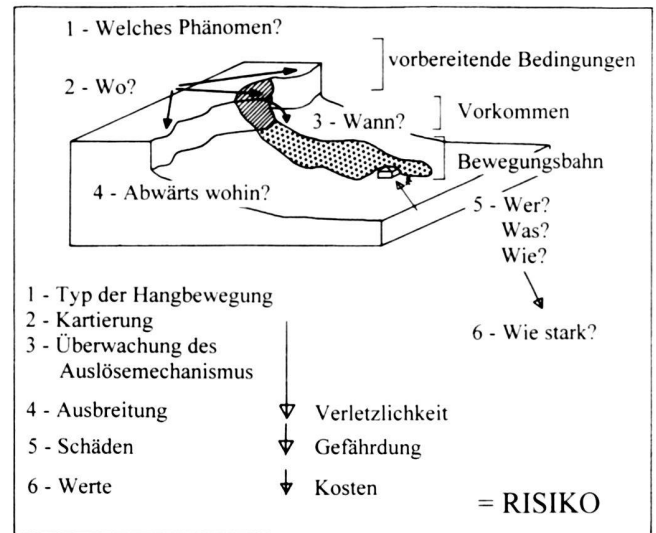 1 - Welches Phänomen?
vorbereitende Bedingungen
2 - Wo?
3 - Wann?
Vorkommen
Bewegungsbahn
4 - Abwärts wohin?
5 - Wer?
Was?
Wie?
6 - Wie stark?
1 - Typ der Hangbewegung
2 - Kartierung
3 - Überwachung des
Auslösemechanismus
4 - Ausbreitung
Verletzlichkeit
5 - Schäden
Gefährdung
6 - Werte
Kosten
= RISIKO